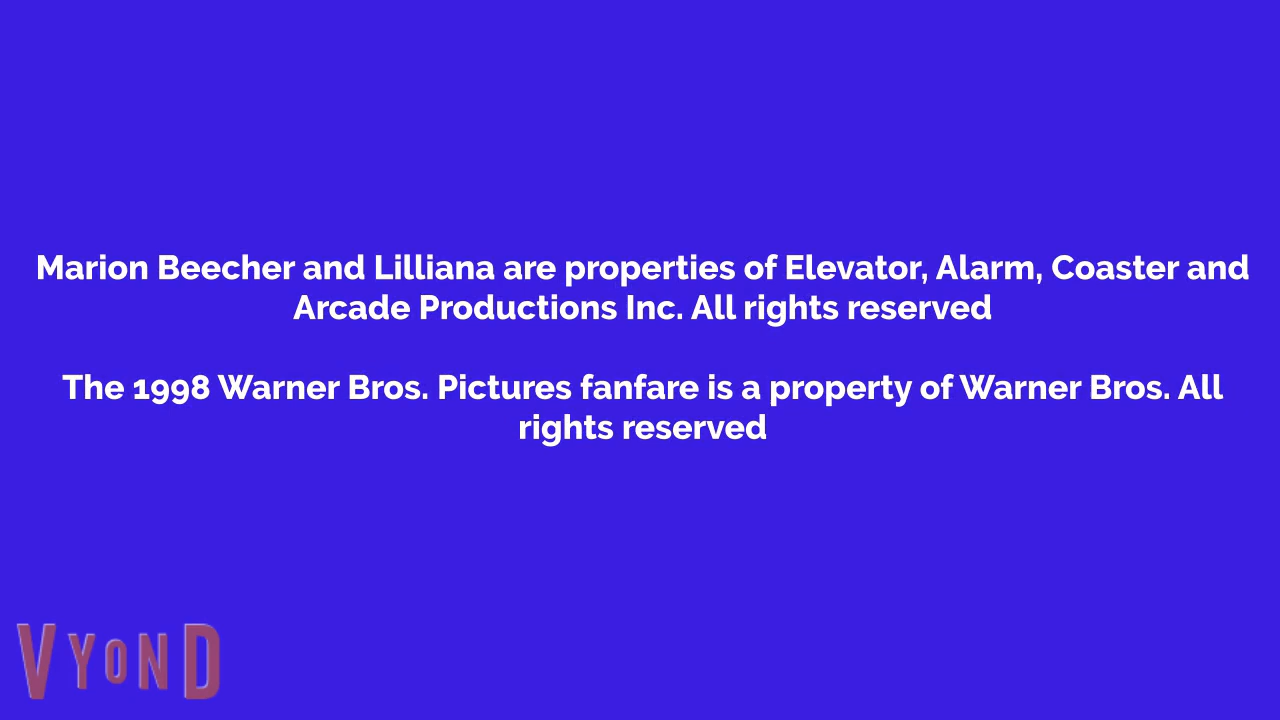 Marion Beecher and Lilliana are properties of Elevator, Alarm, Coaster and
Arcade Productions Inc. All rights reserved
The 1998 Warner Bros. Pictures fanfare is a property of Warner Bros. All
rights reserved
VYOND